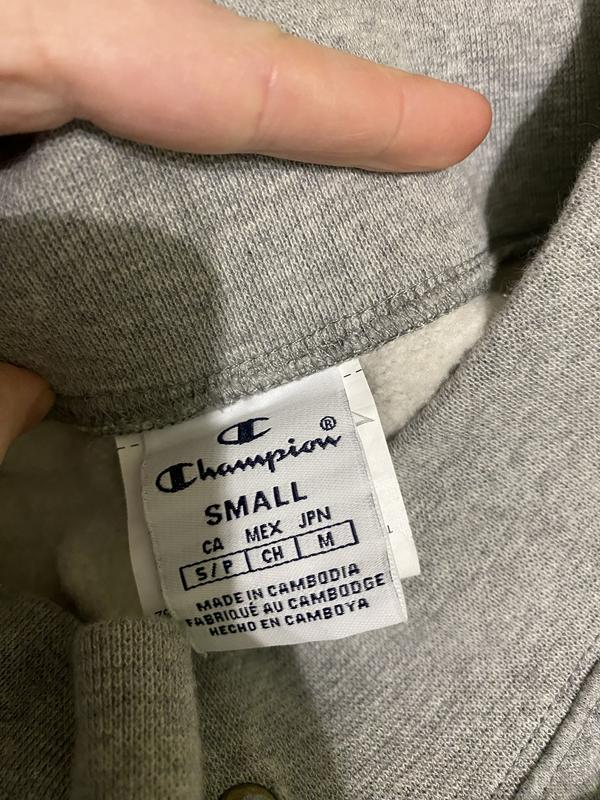 Champion®
SMALL
CA MEX JPN
S/P CH M
MADE IN CAMBODIA
FABRIQUÉ AU CAMBODGE
HECHO EN CAMBOYA